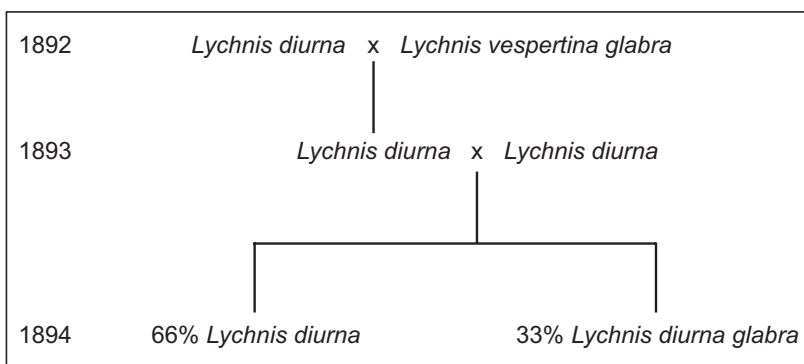 1892 Lychnis diurna x Lychnis vespertina glabra
1893 Lychnis diurna x Lychnis diurna
1894 66% Lychnis diurna 33% Lychnis diurna glabra